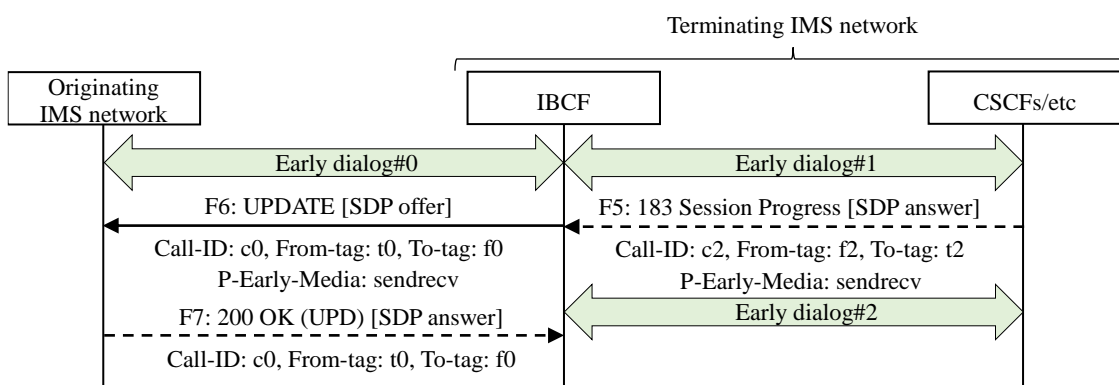 Terminating IMS network
Originating
IMS network
IBCF
CSCFs/etc
Early dialog#0
Early dialog#1
F6: UPDATE [SDP offer]
F5: 183 Session Progress [SDP answer]
Call-ID: c0, From-tag: t0, To-tag: f0
Call-ID: c2, From-tag: f2, To-tag: t2
P-Early-Media: sendrecv
P-Early-Media: sendrecv
F7: 200 OK (UPD) [SDP answer]
Early dialog#2
Call-ID: c0, From-tag: t0, To-tag: f0